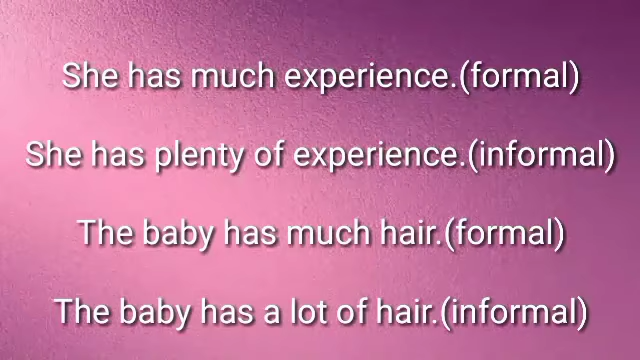 She has much experience.(formal)
She has plenty of experience.(informal)
The baby has much hair.(formal)
The baby has a lot of hair.(informal)